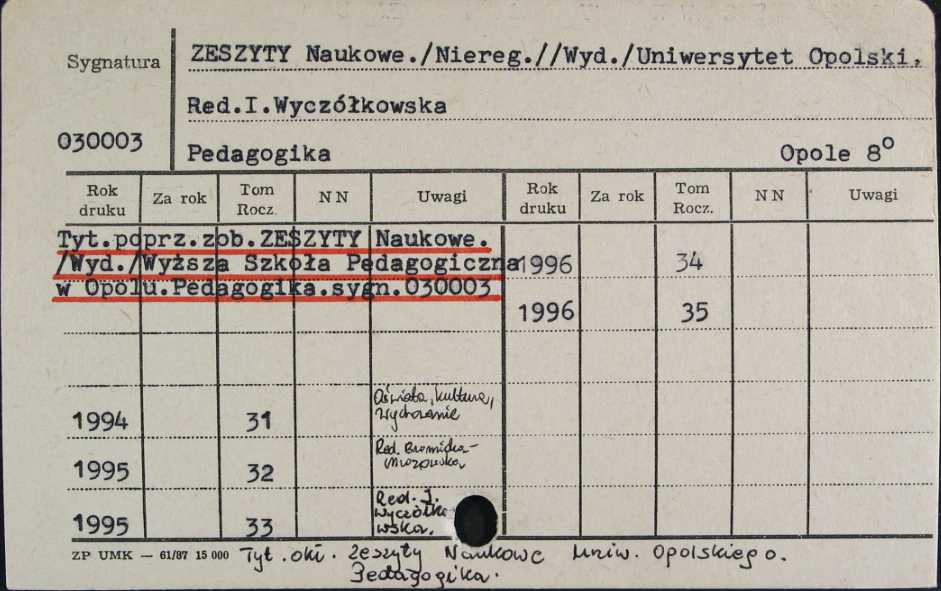 Sygnatura
ZESZYTY Naukowe./Niereg.//Wyd./Uniwersytet Opolski,
Red.I.Wyczółkowska
030003
Pedagogika Opole 8°
Rok druku Za rok Tom Rocz. N N Uwagi Rok druku Za rok Tom Rocz. N N Uwagi
Tyt.poprz.zob.ZESZYTY Naukowe.
/Wyd./Wyższa Szkoła Pedagogiczna
w Opolu.Pedagogika.sygn.030003
1996 34
1996 35
1994 31 Oświata, kultura,
wychowanie
1995 32 Red.
1995 33 Red. I.
Wyczółko
wska.
ZP UMK — 61/87 15 000 Tyt. okł. Zeszyty Naukowe Uniw. Opolskiego.
Pedagogika.